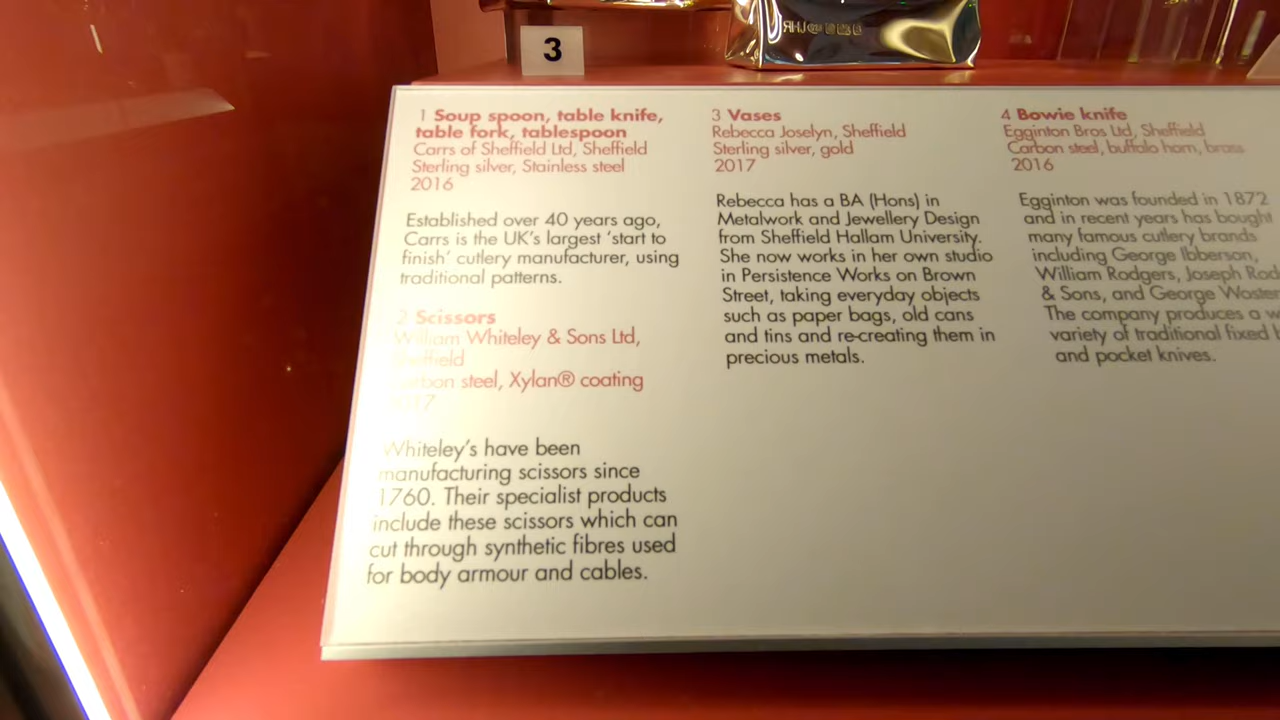 3
1 Soup spoon, table knife,
table fork, tablespoon
Carrs of Sheffield Ltd, Sheffield
Sterling silver, Stainless steel
2016
Established over 40 years ago,
Carrs is the UK's largest 'start to
finish' cutlery manufacturer, using
traditional patterns.
2 Scissors
William Whiteley & Sons Ltd,
Sheffield
Carbon steel, Xylan® coating
2017
Whiteley's have been
manufacturing scissors since
1760. Their specialist products
include these scissors which can
cut through synthetic fibres used
for body armour and cables.
3 Vases
Rebecca Joselyn, Sheffield
Sterling silver, gold
2017
Rebecca has a BA (Hons) in
Metalwork and Jewellery Design
from Sheffield Hallam University.
She now works in her own studio
in Persistence Works on Brown
Street, taking everyday objects
such as paper bags, old cans
and tins and re-creating them in
precious metals.
4 Bowie knife
Egginton Bros Ltd, Sheffield
Carbon steel, buffalo horn, brass
2016
Egginton was founded in 1872
and in recent years has bought
many famous cutlery brands
including George Ibberson,
William Rodgers, Joseph
& Sons, and George
The company produces a
variety of traditional fixed
and pocket knives.